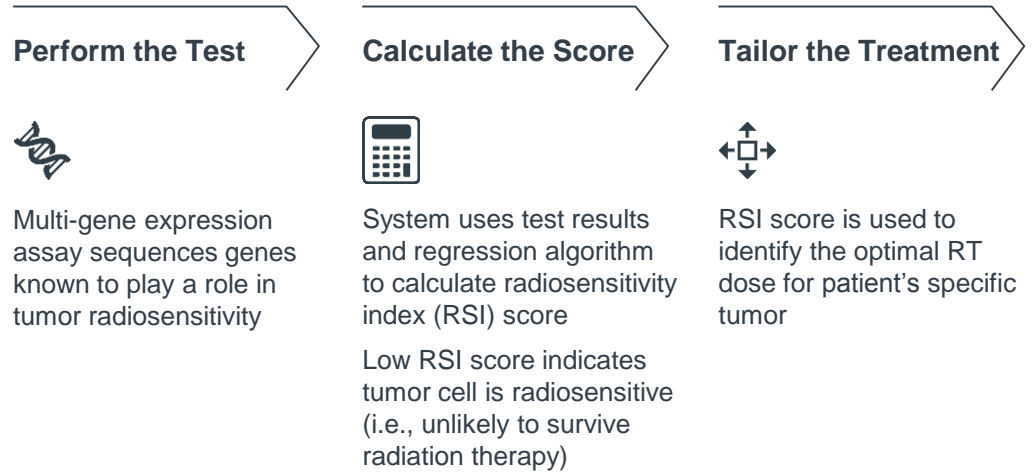 Perform the Test
Multi-gene expression
assay sequences genes
known to play a role in
tumor radiosensitivity
Calculate the Score
System uses test results
and regression algorithm
to calculate radiosensitivity
index (RSI) score
Low RSI score indicates
tumor cell is radiosensitive
(i.e., unlikely to survive
radiation therapy)
Tailor the Treatment
RSI score is used to
identify the optimal RT
dose for patient’s specific
tumor